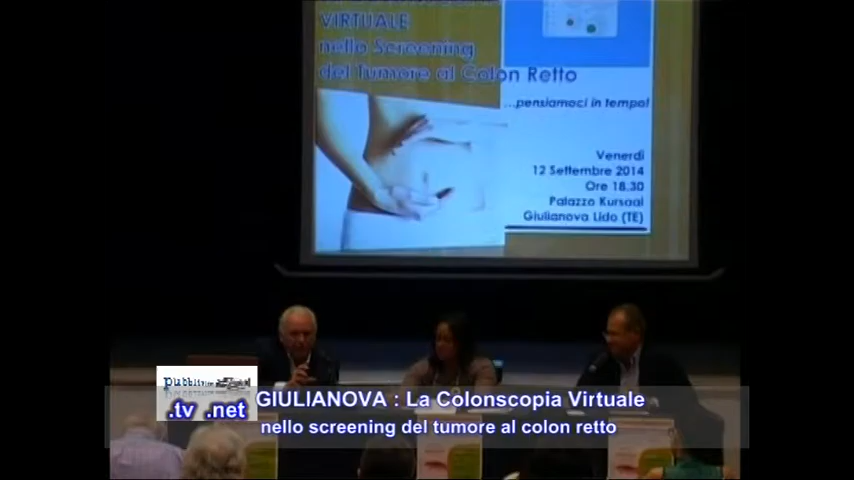 VIRTUALE
nello Screening
del Tumore al Colon Retto
...pensiamoci in tempo!
Venerdì
12 Settembre 2014
Ore 18.30
Palazzo Kursaal
Giulianova Lido (TE)
.tv .net
GIULIANOVA : La Colonscopia Virtuale
nello screening del tumore al colon retto